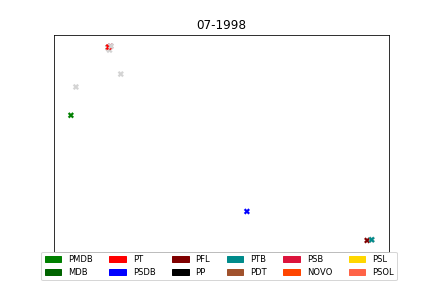 07-1998
PMDB PT PFL PTB PSB PSL
MDB PSDB PP PDT NOVO PSOL